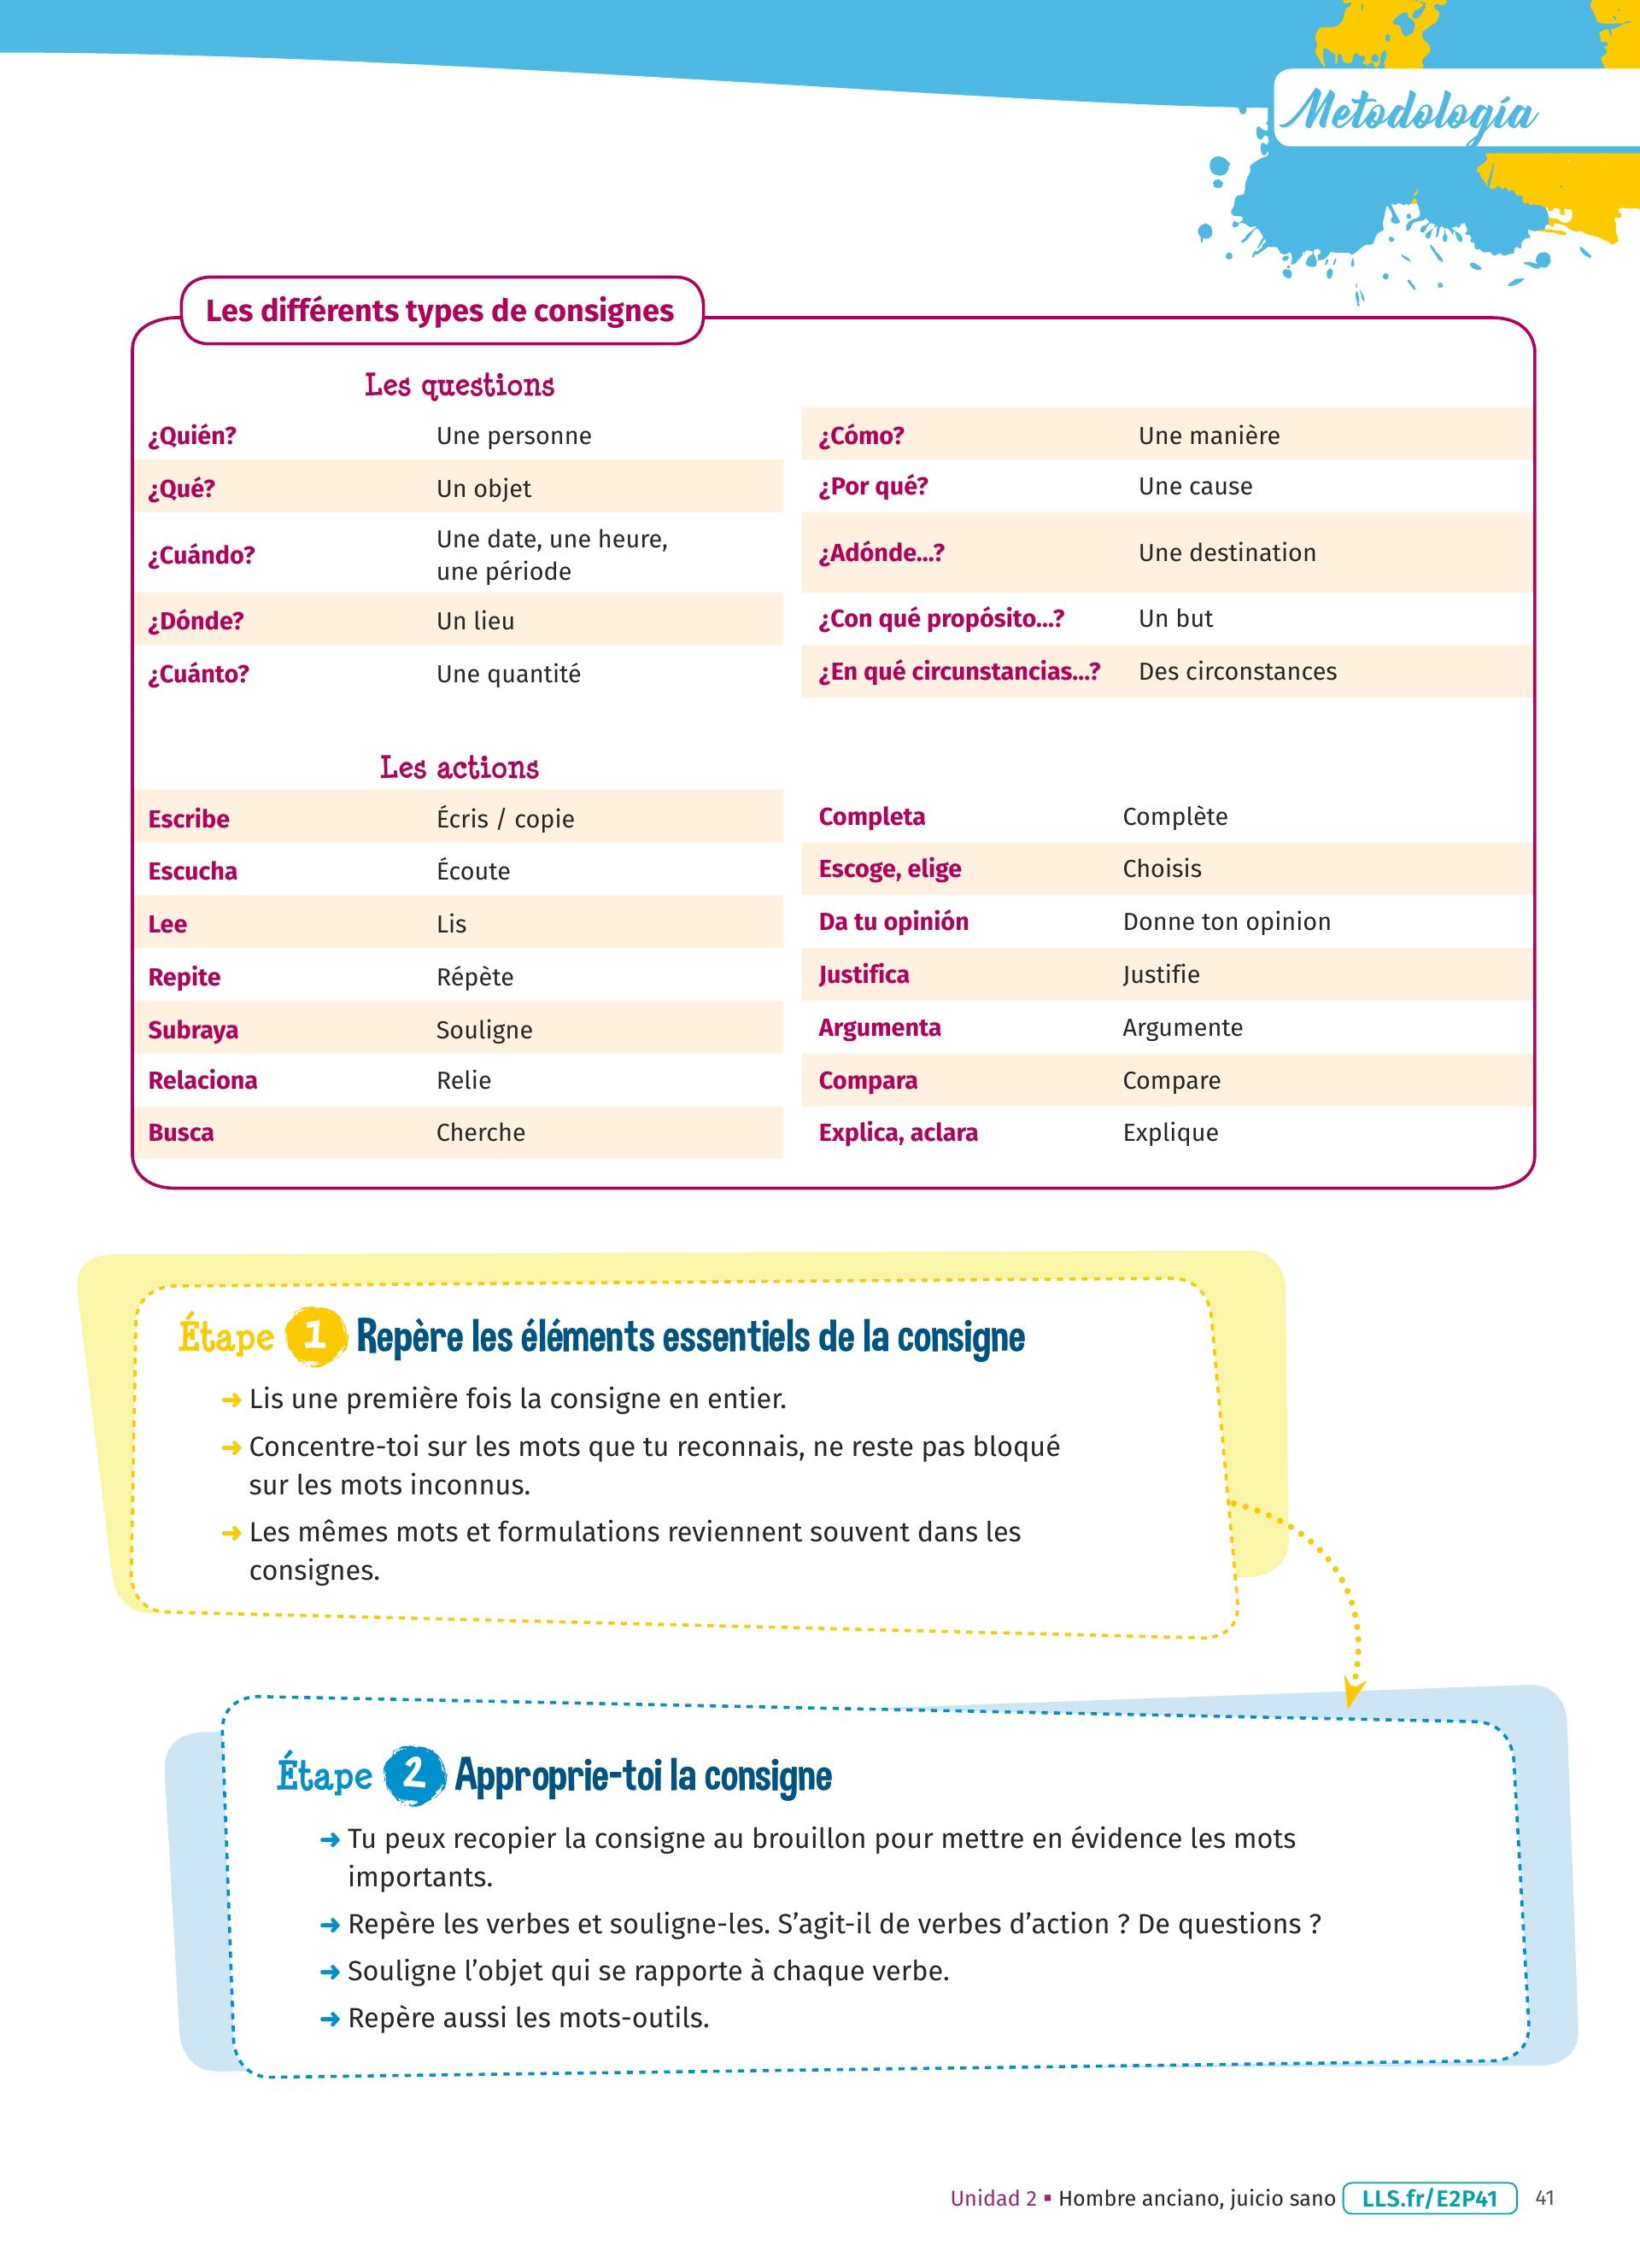 Metodología
Les différents types de consignes
Les questions
¿Quién? Une personne
¿Qué? Un objet
¿Cuándo? Une date, une heure,
une période
¿Dónde? Un lieu
¿Cuánto? Une quantité
¿Cómo? Une manière
¿Por qué? Une cause
¿Adónde...? Une destination
¿Con qué propósito...? Un but
¿En qué circunstancias...? Des circonstances
Les actions
Escribe Écris / copie
Escucha Écoute
Lee Lis
Repite Répète
Subraya Souligne
Relaciona Relie
Busca Cherche
Completa Complète
Escoge, elige Choisis
Da tu opinión Donne ton opinion
Justifica Justifie
Argumenta Argumente
Compara Compare
Explica, aclara Explique
Étape 1 Repère les éléments essentiels de la consigne
➜ Lis une première fois la consigne en entier.
➜ Concentre-toi sur les mots que tu reconnais, ne reste pas bloqué
sur les mots inconnus.
➜ Les mêmes mots et formulations reviennent souvent dans les
consignes.
Étape 2 Approprie-toi la consigne
➜ Tu peux recopier la consigne au brouillon pour mettre en évidence les mots
importants.
➜ Repère les verbes et souligne-les. S’agit-il de verbes d’action ? De questions ?
➜ Souligne l’objet qui se rapporte à chaque verbe.
➜ Repère aussi les mots-outils.
Unidad 2 ▪ Hombre anciano, juicio sano LLS.fr/E2P41 41